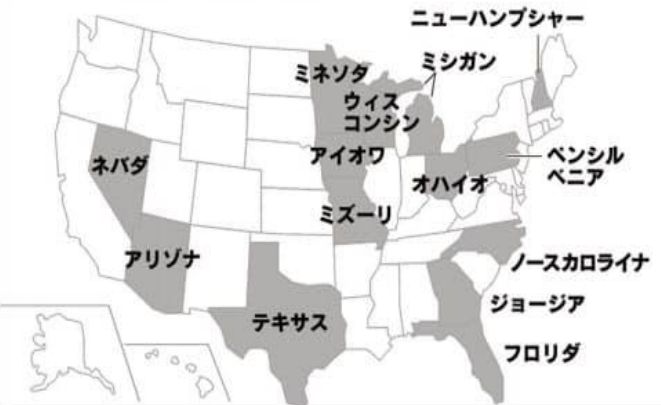 ニューハンプシャー
ミシガン
ミネソタ
ウィス
コンシン
アイオワ
ネバダ
オハイオ
ペンシル
ベニア
ミズーリ
アリゾナ
ノースカロライナ
ジョージア
テキサス
フロリダ